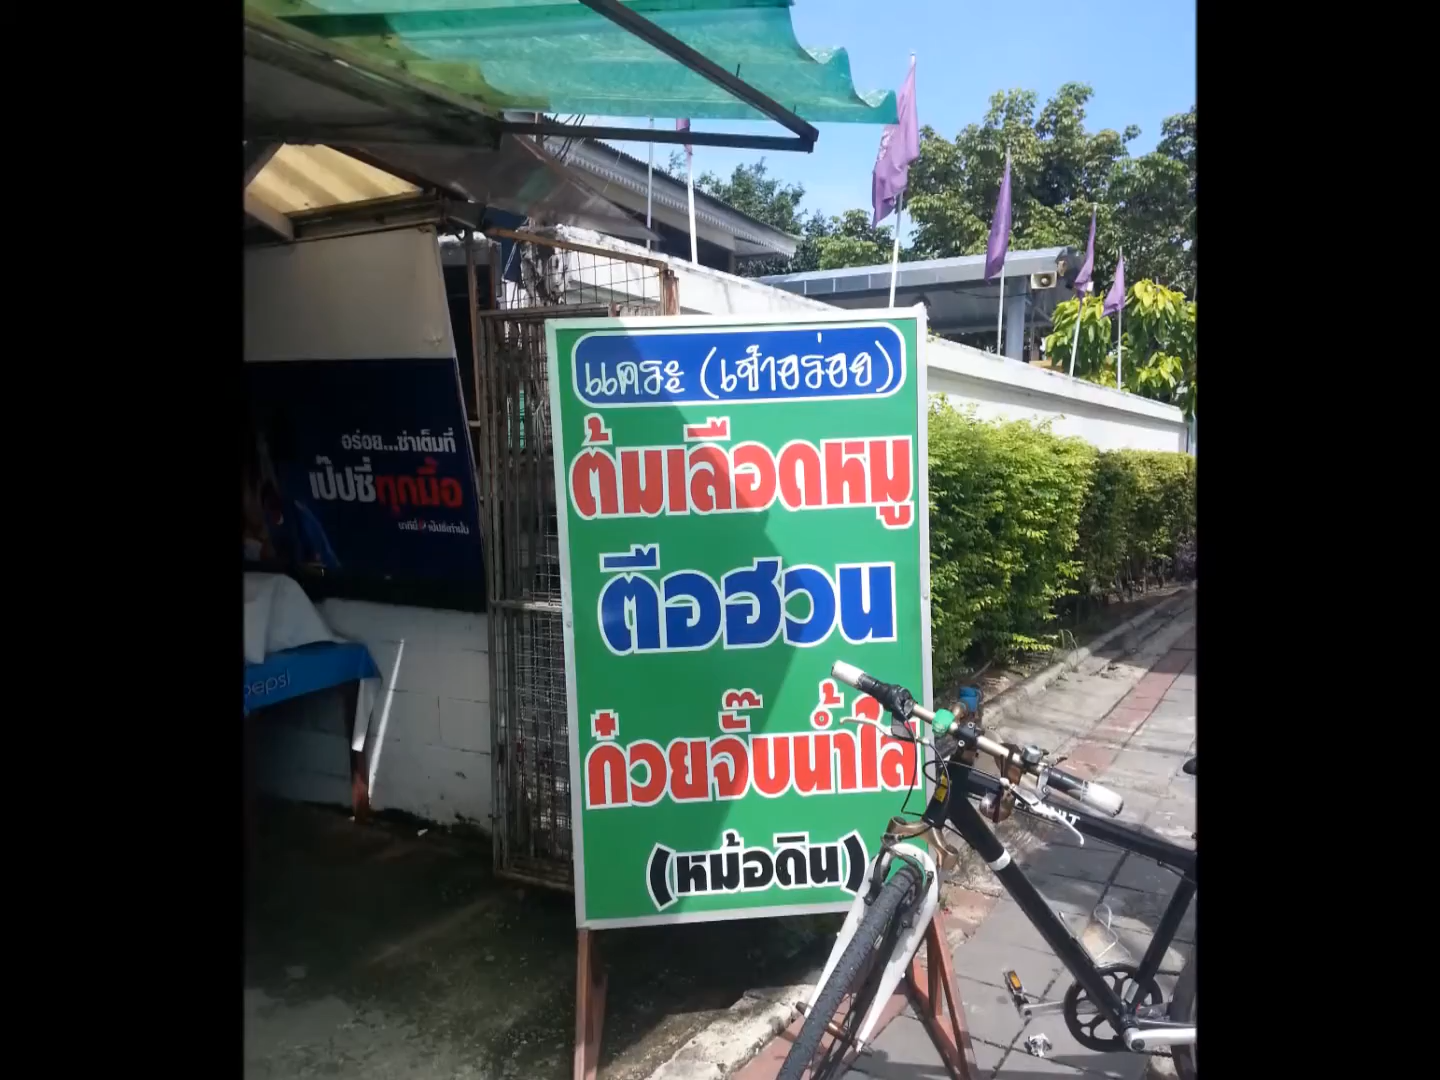 แคระ (เช้าอร่อย)
ต้มเลือดหมู
ตือฮวน
ก๋วยจั๊บน้ำใส
(หม้อดิน)
อร่อย...ซ่าเต็มที่
เป๊ปซี่ทุกมื้อ
pepsi